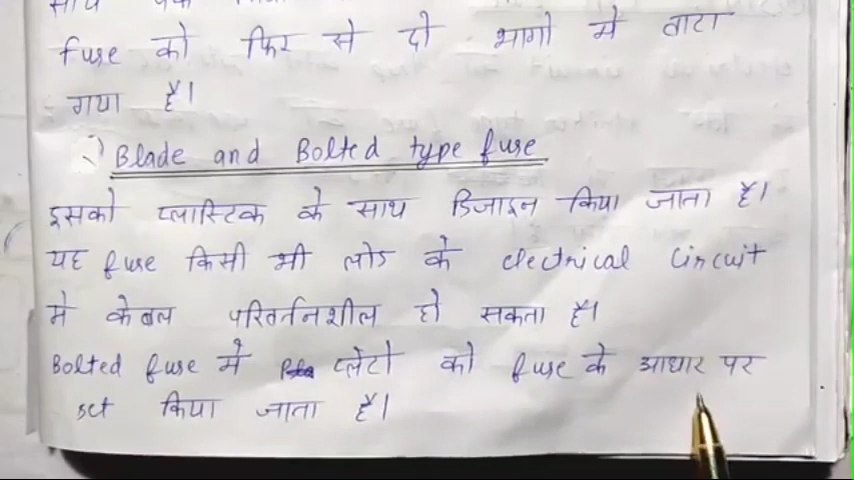 साथ
fuse को फिर से दो भागो मे वाटा
गया है।
Blade and Bolted type fuse
इसको प्लास्टिक के साथ डिजाइन किया जाता है।
यह fuse किसी भी लोड के electrical Circuit
मे केबल परिवर्तनशील हो सकता है।
Bolted fuse मे प्लेटो को fuse के आधार पर
set किया जाता है।